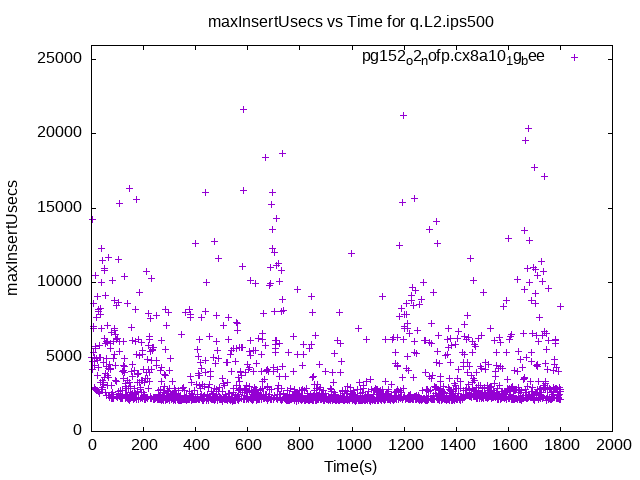 maxInsertUsecs vs Time for q.L2.ips500
pg152_o2_nofp.cx8a10_1g_bee
25000
20000
15000
10000
5000
0
maxInsertUsecs
0 200 400 600 800 1000 1200 1400 1600 1800 2000
Time(s)